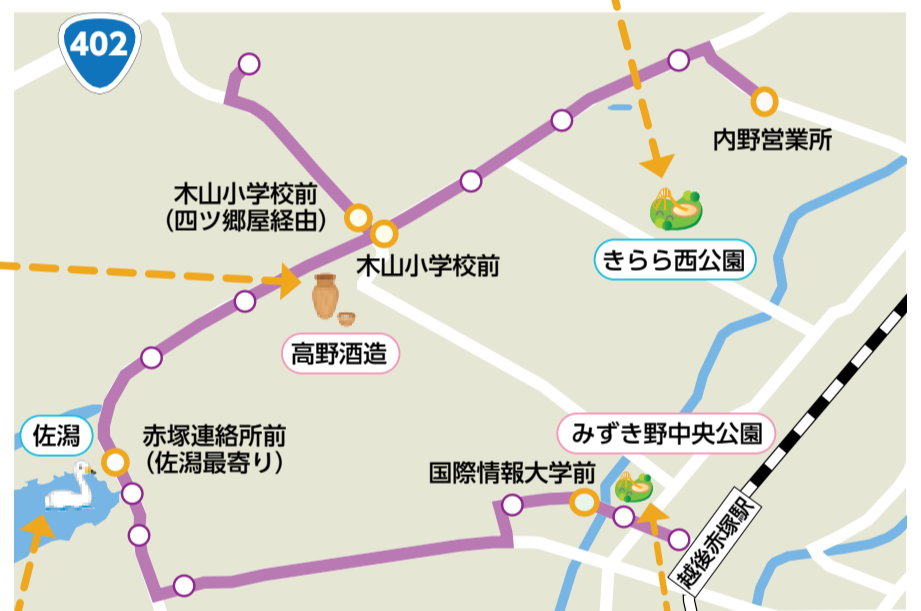 402
内野営業所
木山小学校前
（四ツ郷屋経由）
木山小学校前
きらら西公園
高野酒造
佐潟
赤塚連絡所前
（佐潟最寄り）
みずき野中央公園
国際情報大学前
越後赤塚駅